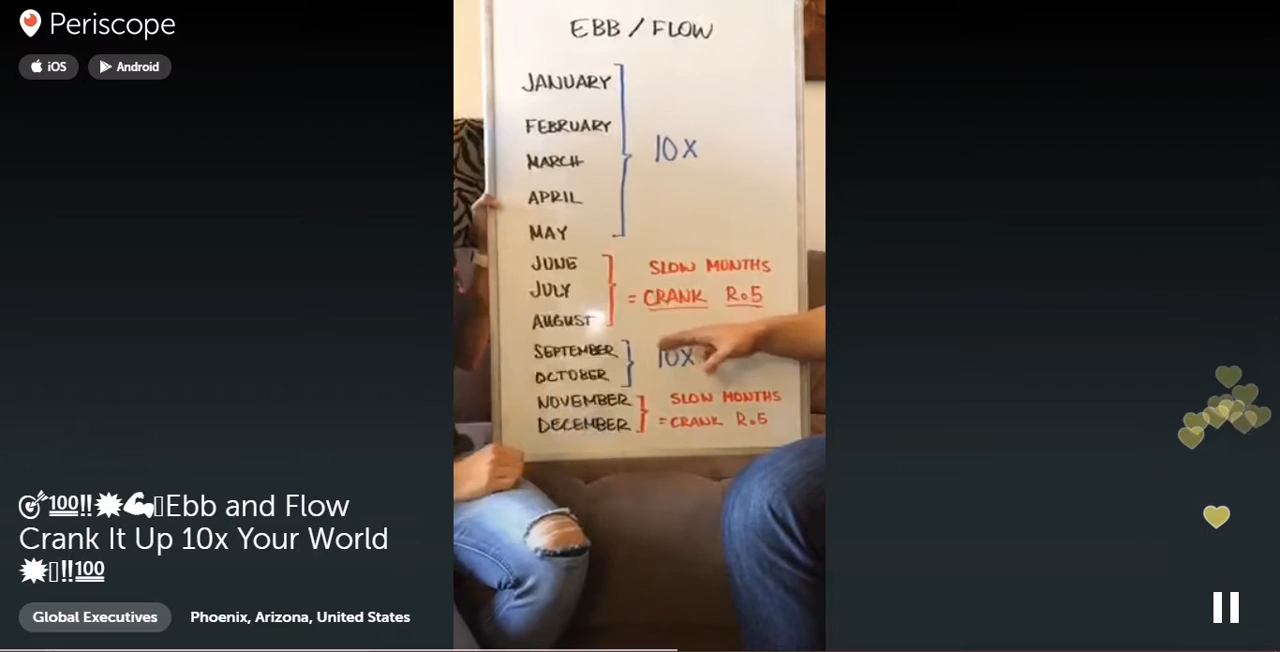 Periscope
iOS
Android
EBB / FLOW
JANUARY
FEBRUARY
10X
MARCH
APRIL
MAY
JUNE
SLOW MONTHS
JULY
= CRANK R.5
AUGUST
SEPTEMBER
10X
OCTOBER
NOVEMBER
SLOW MONTHS
DECEMBER
= CRANK R.5
🎯💯‼💥💪▯Ebb and Flow
Crank It Up 10x Your World
💥▯‼💯
Global Executives
Phoenix, Arizona, United States